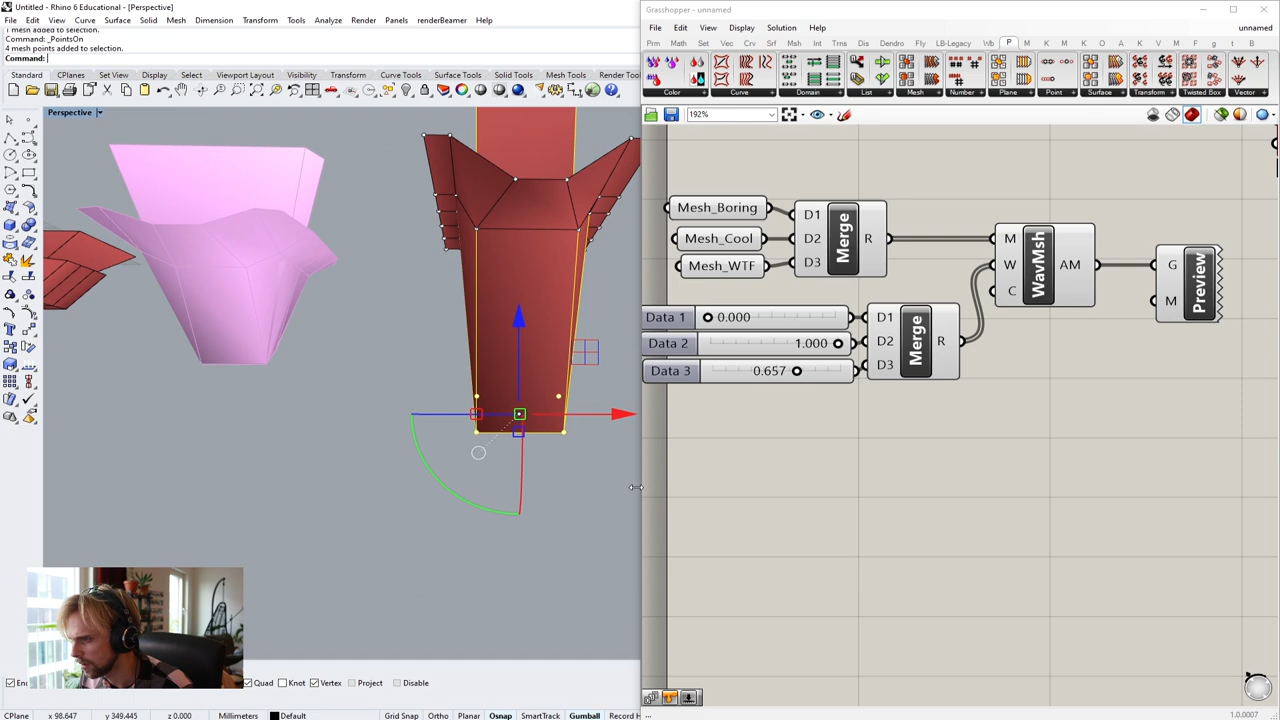 Untitled - Rhino 6 Educational - [Perspective]
File Edit View Curve Surface Solid Mesh Dimension Transform Tools Analyze Render Panels renderBeamer Help
1 mesh added to selection.
Command: _PointsOn
4 mesh points added to selection.
Command:
Standard CPlanes Set View Display Select Viewport Layout Visibility Transform Curve Tools Surface Tools Solid Tools Mesh Tools Render Too
Perspective
Grasshopper - unnamed
File Edit View Display Solution Help
unnamed
Prm Math Set Vec Crv Srf Msh Int Trns Dis Dendro Fly LB-Legacy Wb P M K M K O A S E K V M F g t B
Color Curve Domain List Mesh Number Plane Point Surface Transform Twisted Box Vector
192%
Mesh_Boring
Mesh_Cool
Mesh_WTF
D1
D2
D3
Merge
R
M
W
C
WavMsh
AM
G
M
Preview
Data 1 0.000
Data 2 1.000
Data 3 0.657
D1
D2
D3
Merge
R
Quad Knot Vertex Project Disable
CPlane x 98.647 y 349.445 z 0.000 Millimeters Default Grid Snap Ortho Planar Osnap SmartTrack Gumball Record H
...
1.0.0007